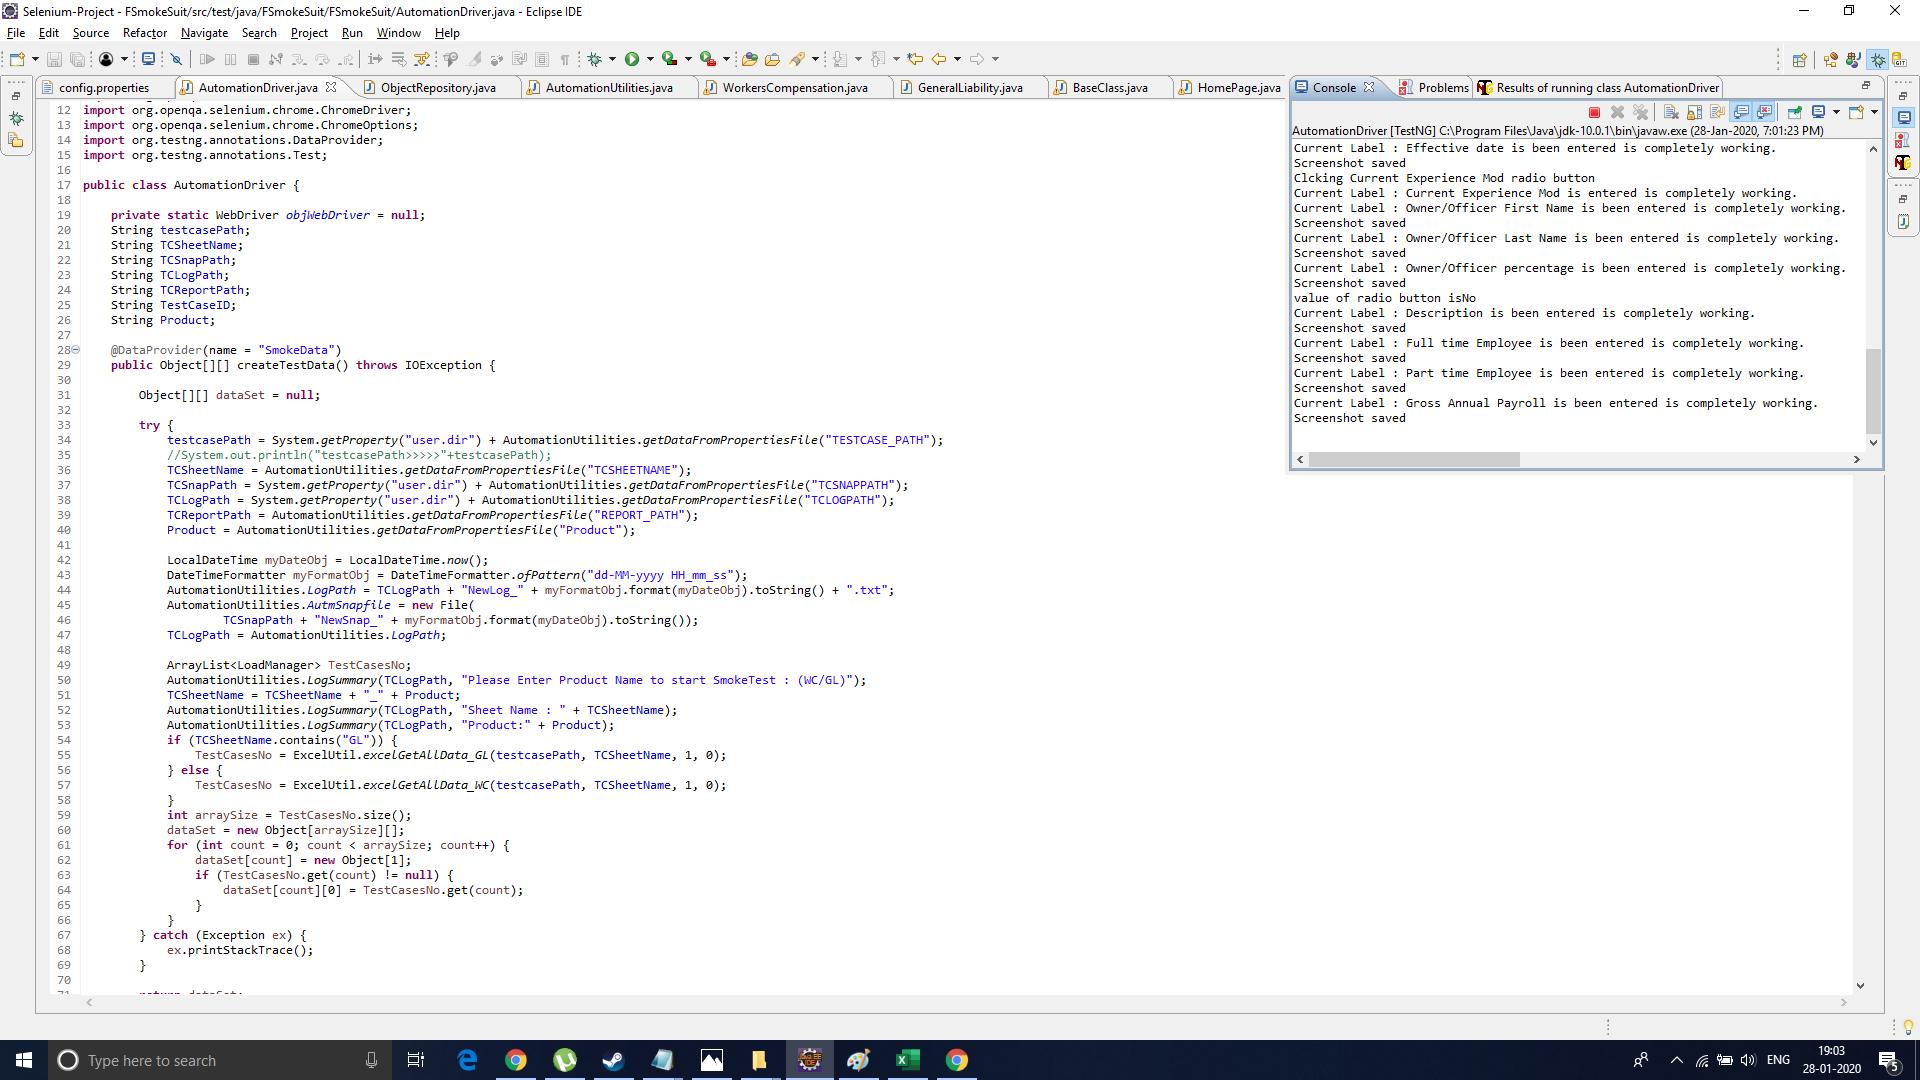 Selenium-Project - FSmokeSuit/src/test/java/FSmokeSuit/FSmokeSuit/AutomationDriver.java - Eclipse IDE
File Edit Source Refactor Navigate Search Project Run Window Help
config.properties AutomationDriver.java ObjectRepository.java AutomationUtilities.java WorkersCompensation.java GeneralLiability.java BaseClass.java HomePage.java
12 import org.openqa.selenium.chrome.ChromeDriver;
13 import org.openqa.selenium.chrome.ChromeOptions;
14 import org.testng.annotations.DataProvider;
15 import org.testng.annotations.Test;
16
17 public class AutomationDriver {
18
19 private static WebDriver objWebDriver = null;
20 String testcasePath;
21 String TCSheetName;
22 String TCSnapPath;
23 String TCLogPath;
24 String TCReportPath;
25 String TestCaseID;
26 String Product;
27
28 @DataProvider(name = "SmokeData")
29 public Object[][] createTestData() throws IOException {
30
31 Object[][] dataSet = null;
32
33 try {
34 testcasePath = System.getProperty("user.dir") + AutomationUtilities.getDataFromPropertiesFile("TESTCASE_PATH");
35 //System.out.println("testcasePath>>>>>"+testcasePath);
36 TCSheetName = AutomationUtilities.getDataFromPropertiesFile("TCSHEETNAME");
37 TCSnapPath = System.getProperty("user.dir") + AutomationUtilities.getDataFromPropertiesFile("TCSNAPPATH");
38 TCLogPath = System.getProperty("user.dir") + AutomationUtilities.getDataFromPropertiesFile("TCLOGPATH");
39 TCReportPath = AutomationUtilities.getDataFromPropertiesFile("REPORT_PATH");
40 Product = AutomationUtilities.getDataFromPropertiesFile("Product");
41
42 LocalDateTime myDateObj = LocalDateTime.now();
43 DateTimeFormatter myFormatObj = DateTimeFormatter.ofPattern("dd-MM-yyyy HH_mm_ss");
44 AutomationUtilities.LogPath = TCLogPath + "NewLog_" + myFormatObj.format(myDateObj).toString() + ".txt";
45 AutomationUtilities.AutmSnapfile = new File(
46 TCSnapPath + "NewSnap_" + myFormatObj.format(myDateObj).toString());
47 TCLogPath = AutomationUtilities.LogPath;
48
49 ArrayList<LoadManager> TestCasesNo;
50 AutomationUtilities.LogSummary(TCLogPath, "Please Enter Product Name to start SmokeTest : (WC/GL)");
51 TCSheetName = TCSheetName + "_" + Product;
52 AutomationUtilities.LogSummary(TCLogPath, "Sheet Name : " + TCSheetName);
53 AutomationUtilities.LogSummary(TCLogPath, "Product:" + Product);
54 if (TCSheetName.contains("GL")) {
55 TestCasesNo = ExcelUtil.excelGetAllData_GL(testcasePath, TCSheetName, 1, 0);
56 } else {
57 TestCasesNo = ExcelUtil.excelGetAllData_WC(testcasePath, TCSheetName, 1, 0);
58 }
59 int arraySize = TestCasesNo.size();
60 dataSet = new Object[arraySize][];
61 for (int count = 0; count < arraySize; count++) {
62 dataSet[count] = new Object[1];
63 if (TestCasesNo.get(count) != null) {
64 dataSet[count][0] = TestCasesNo.get(count);
65 }
66 }
67 } catch (Exception ex) {
68 ex.printStackTrace();
69 }
70
71 return dataSet;
Console Problems Results of running class AutomationDriver
AutomationDriver [TestNG] C:\Program Files\Java\jdk-10.0.1\bin\javaw.exe (28-Jan-2020, 7:01:23 PM)
Current Label : Effective date is been entered is completely working.
Screenshot saved
Clcking Current Experience Mod radio button
Current Label : Current Experience Mod is entered is completely working.
Current Label : Owner/Officer First Name is been entered is completely working.
Screenshot saved
Current Label : Owner/Officer Last Name is been entered is completely working.
Screenshot saved
Current Label : Owner/Officer percentage is been entered is completely working.
Screenshot saved
value of radio button isNo
Current Label : Description is been entered is completely working.
Screenshot saved
Current Label : Full time Employee is been entered is completely working.
Screenshot saved
Current Label : Part time Employee is been entered is completely working.
Screenshot saved
Current Label : Gross Annual Payroll is been entered is completely working.
Screenshot saved
Type here to search
ENG
19:03
28-01-2020
5